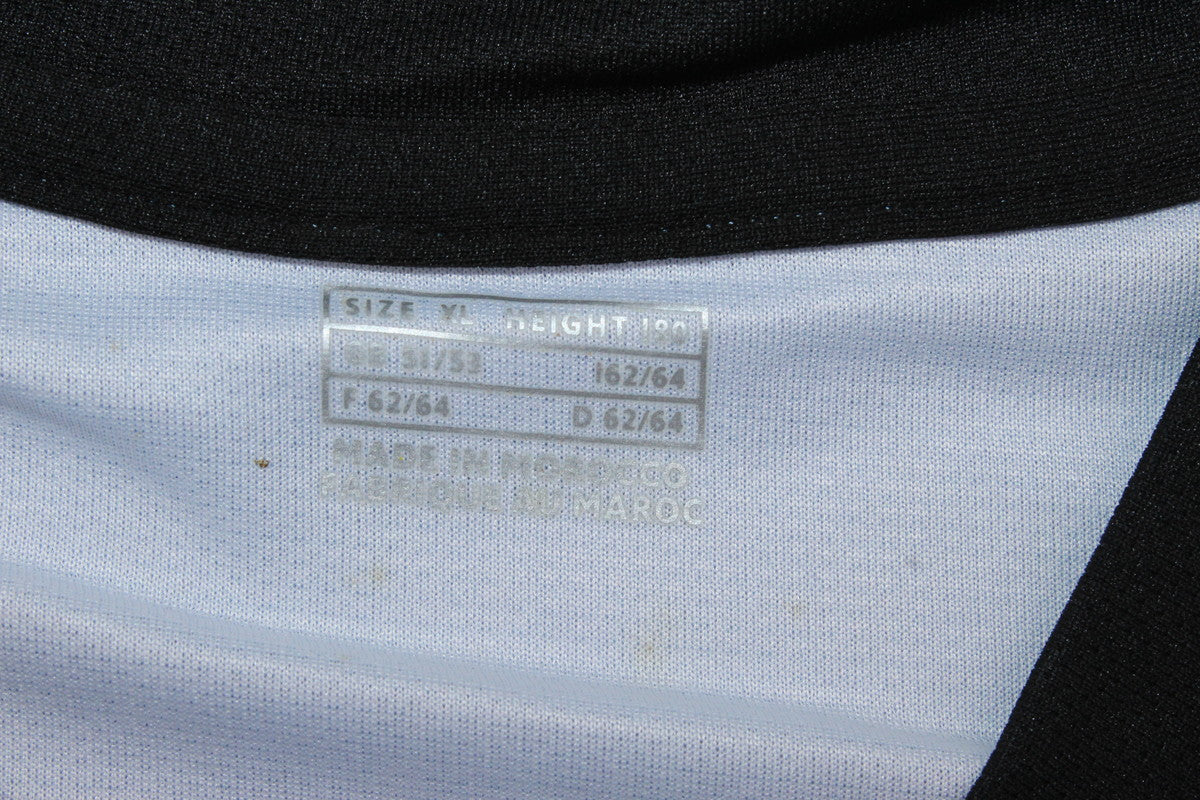 SIZE XL HEIGHT 190
GB 51/53 I62/64
F 62/64 D 62/64
MADE IN MOROCCO
FABRIQUE AU MAROC